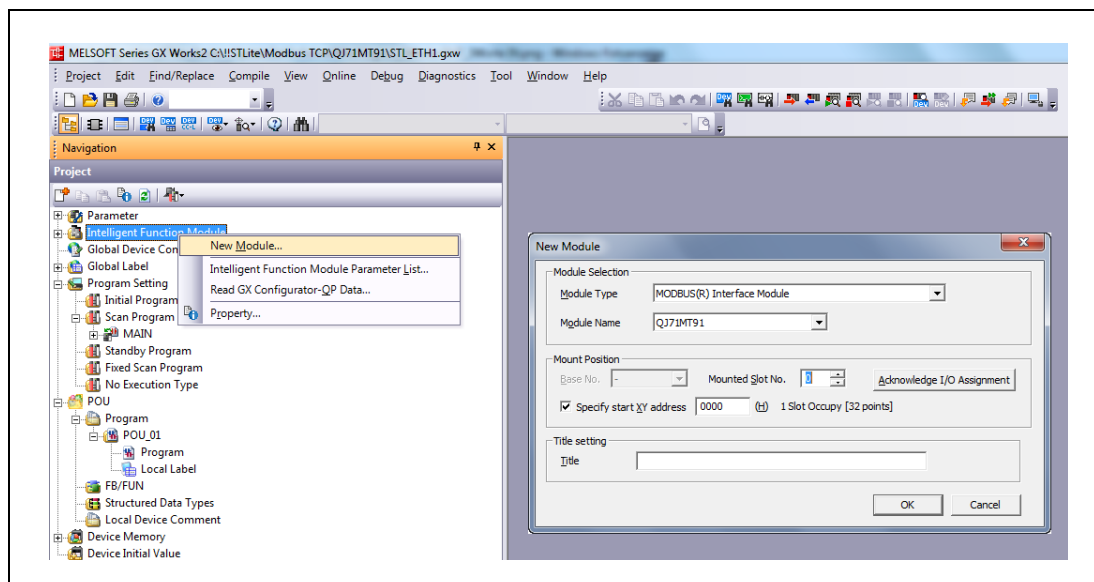 MELSOFT Series GX Works2 C:\!!STLite\Modbus TCP\QJ71MT91\STL_ETH1.gxw
Project Edit Find/Replace Compile View Online Debug Diagnostics Tool Window Help
Navigation
Project
Parameter
Intelligent Function Module
Global Device Com
Global Label
Program Setting
Initial Program
Scan Program
MAIN
Standby Program
Fixed Scan Program
No Execution Type
POU
Program
POU_01
Program
Local Label
FB/FUN
Structured Data Types
Local Device Comment
Device Memory
Device Initial Value
New Module...
Intelligent Function Module Parameter List...
Read GX Configurator-QP Data...
Property...
New Module
Module Selection
Module Type MODBUS(R) Interface Module
Module Name QJ71MT91
Mount Position
Base No. - Mounted Slot No. 0 Acknowledge I/O Assignment
Specify start XY address 0000 (H) 1 Slot Occupy [32 points]
Title setting
Title
OK Cancel